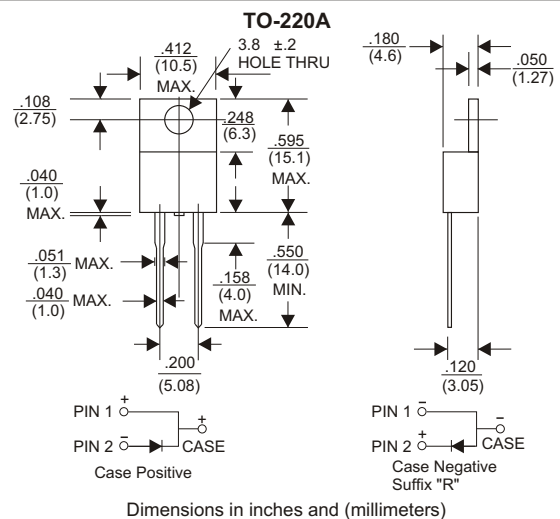 TO-220A
.412
(10.5)
MAX.
3.8 ±.2
HOLE THRU
.180
(4.6)
.050
(1.27)
.108
(2.75)
.248
(6.3)
.595
(15.1)
MAX.
.040
(1.0)
MAX.
.051
(1.3) MAX.
.040
(1.0) MAX.
.158
(4.0)
MAX.
.550
(14.0)
MIN.
.200
(5.08)
.120
(3.05)
PIN 1 +
PIN 2 -
+
CASE
Case Positive
PIN 1 -
PIN 2 +
-
CASE
Case Negative
Suffix "R"
Dimensions in inches and (millimeters)